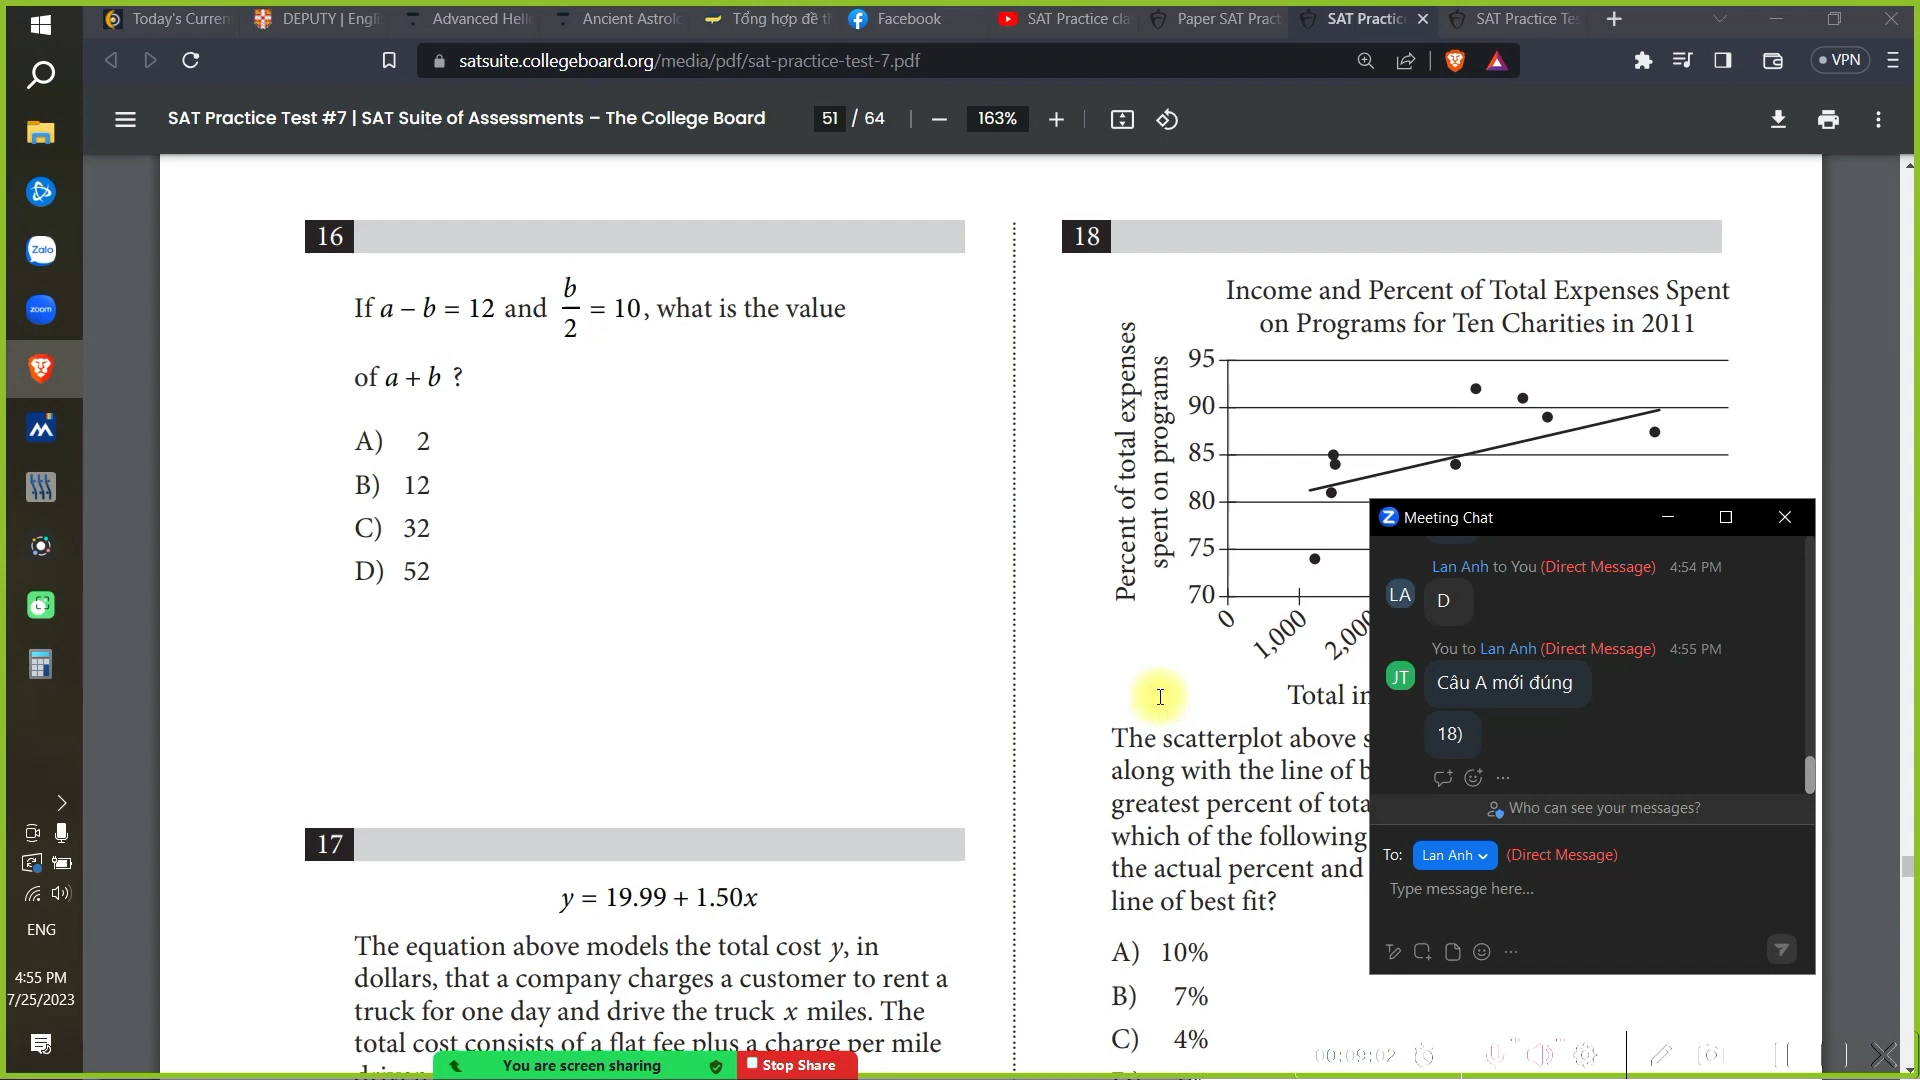 Today's Curren
DEPUTY | Engli
Advanced Hell
Ancient Astrolo
Tổng hợp đề th
Facebook
SAT Practice cla
Paper SAT Pract
SAT Practic
SAT Practice Tes
satsuite.collegeboard.org/media/pdf/sat-practice-test-7.pdf
VPN
SAT Practice Test #7 | SAT Suite of Assessments – The College Board
51 / 64
163%
16
If a − b = 12 and b/2 = 10, what is the value
of a + b ?
A) 2
B) 12
C) 32
D) 52
17
y = 19.99 + 1.50x
The equation above models the total cost y, in
dollars, that a company charges a customer to rent a
truck for one day and drive the truck x miles. The
total cost consists of a flat fee plus a charge per mile
18
Income and Percent of Total Expenses Spent
on Programs for Ten Charities in 2011
Percent of total expenses
spent on programs
95
90
85
80
75
70
0
1,000
2,000
Total in
The scatterplot above s
along with the line of b
greatest percent of tota
which of the following
the actual percent and
line of best fit?
A) 10%
B) 7%
C) 4%
Meeting Chat
Lan Anh to You (Direct Message) 4:54 PM
LA
D
You to Lan Anh (Direct Message) 4:55 PM
JT
Câu A mới đúng
18)
Who can see your messages?
To: Lan Anh (Direct Message)
Type message here...
Zalo
zoom
ENG
4:55 PM
7/25/2023
You are screen sharing
Stop Share
00:09:02